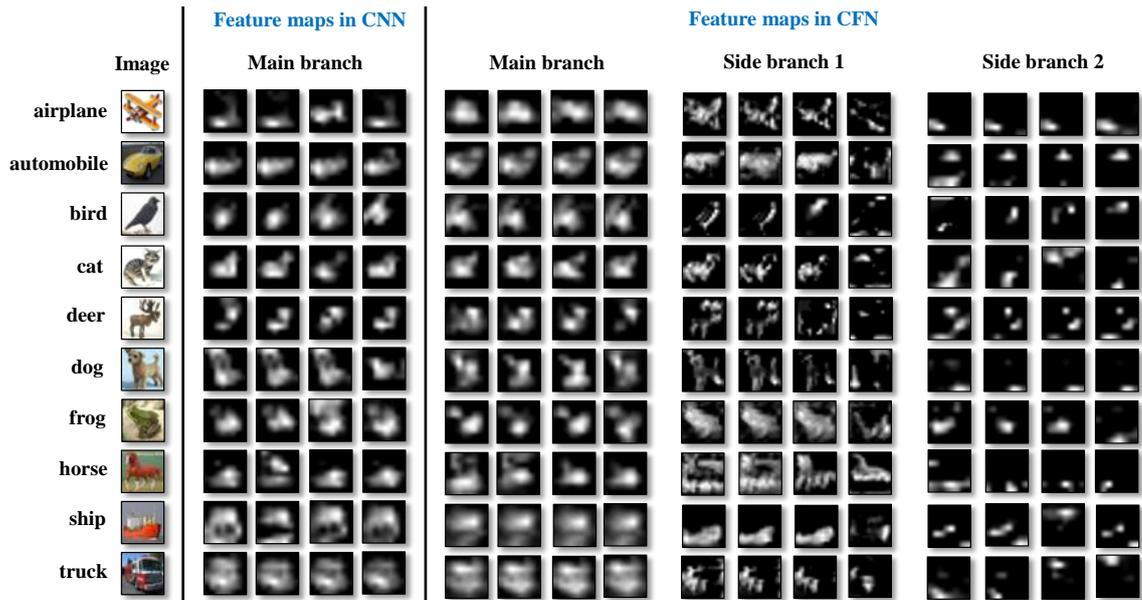 Feature maps in CNN
Feature maps in CFN
Image
Main branch
Main branch
Side branch 1
Side branch 2
airplane
automobile
bird
cat
deer
dog
frog
horse
ship
truck